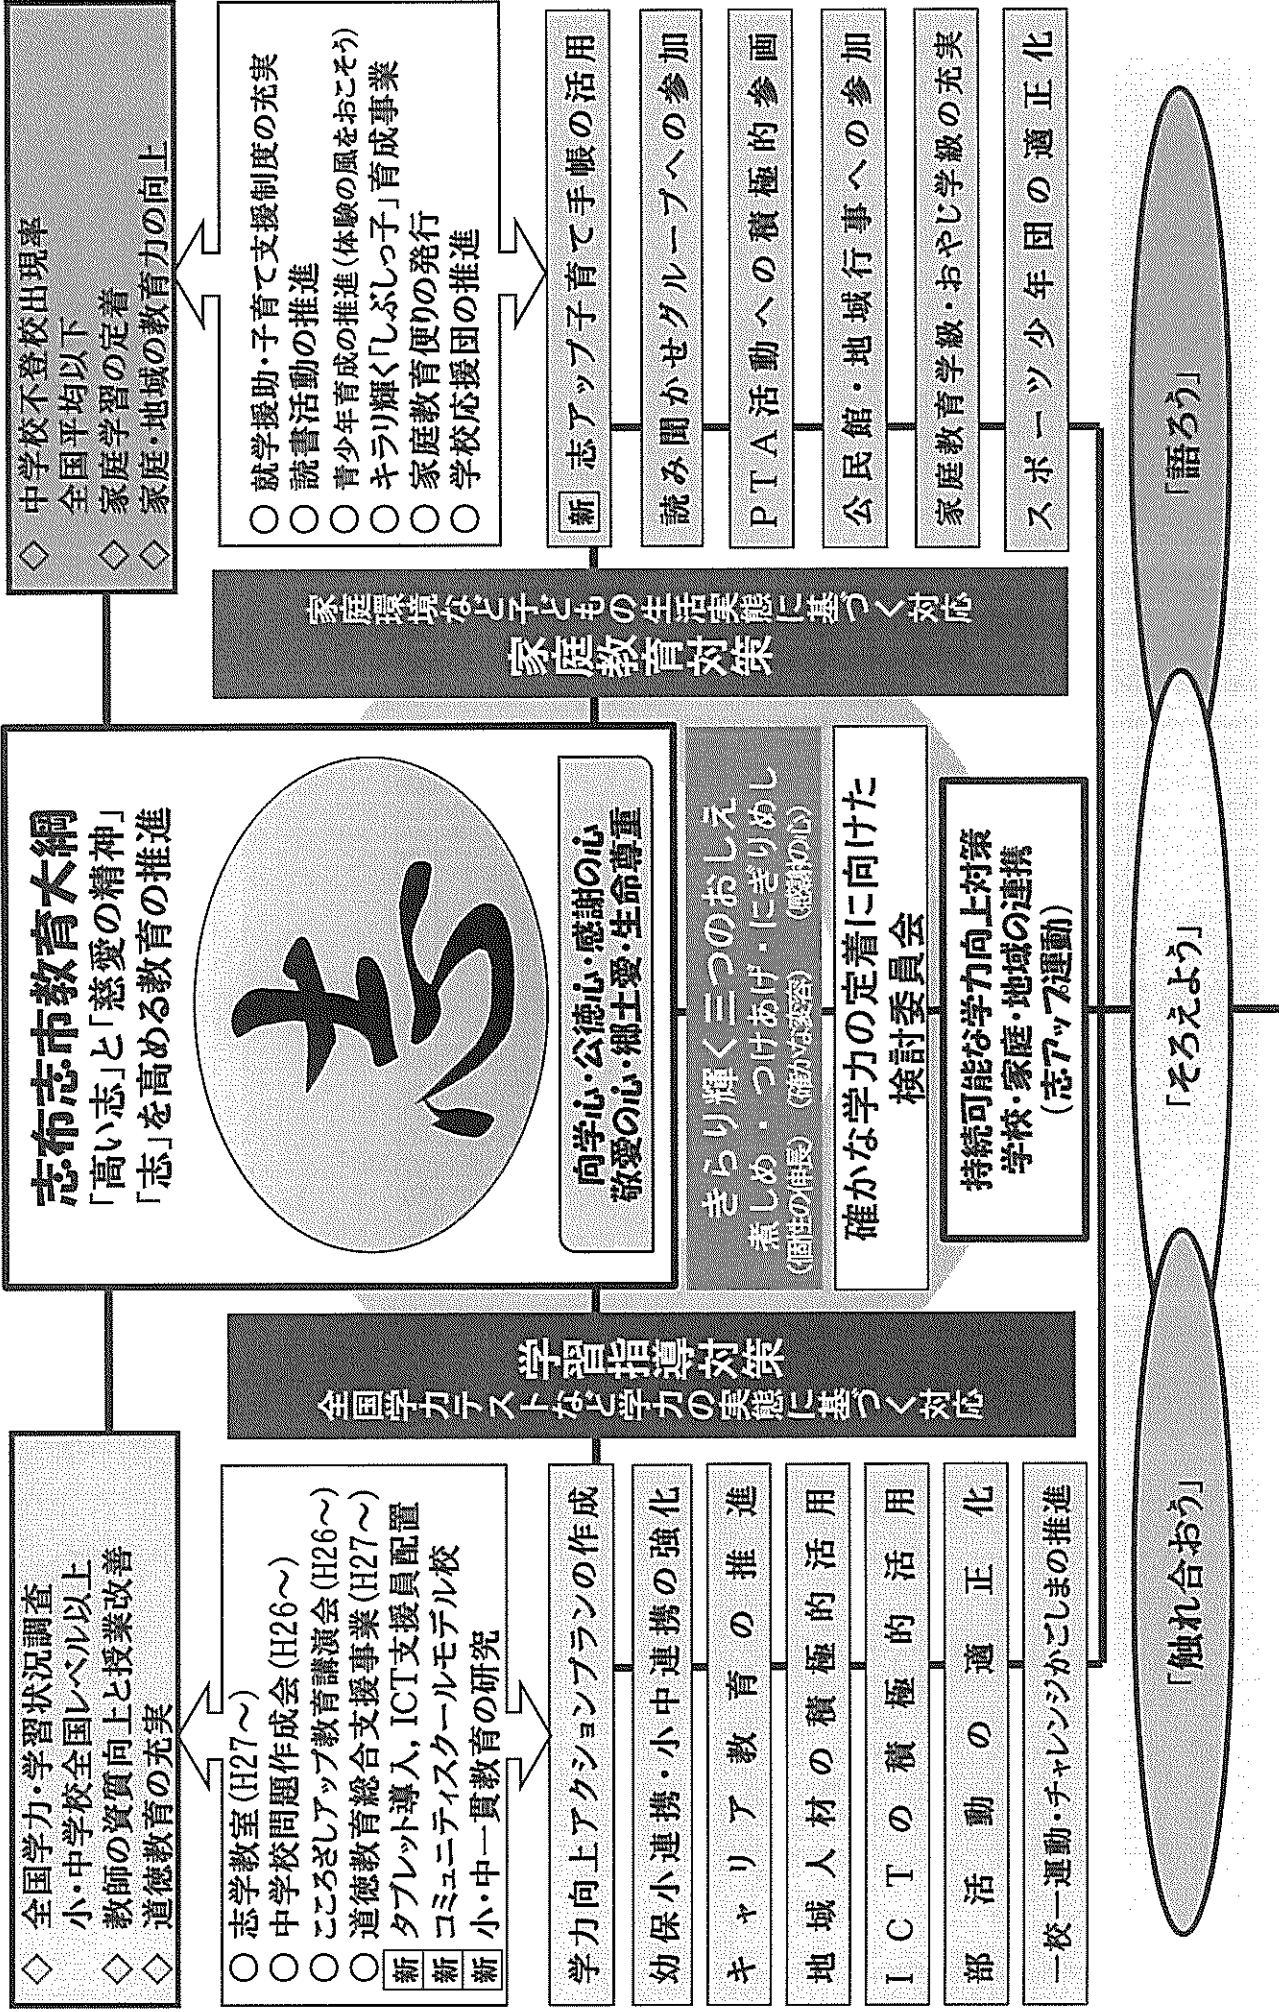 ◇ 全国学力・学習状況調査
小・中学校全国レベル以上
◇ 教師の資質向上と授業改善
◇ 道徳教育の充実
○ 志学教室(H27～)
○ 中学校問題作成会(H26～)
○ こころざしアップ教育講演会(H26～)
○ 道徳教育総合支援事業(H27～)
新 タブレット導入,ICT支援員配置
新 コミュニティスクールモデル校
新 小・中一貫教育の研究
学力向上アクションプランの作成
幼保小連携・小中連携の強化
キャリア教育の推進
地域人材の積極的活用
ICTの積極的活用
部活動の適正化
一校一運動・チャレンジかごしまの推進
学習指導対策
全国学力テストなど学力の実態に基づく対応
志布志市教育大綱
「高い志」と「慈愛の精神」
「志」を高める教育の推進
志
向学心・公徳心・感謝の心
敬愛の心・郷土愛・生命尊重
きらり輝く三つのおしえ
煮しめ・つけあげ・にぎりめし
(個性の伸長) (確かな変容) (感謝の心)
確かな学力の定着に向けた
検討委員会
持続可能な学力向上対策
学校・家庭・地域の連携
(志アップ運動)
家庭環境など子どもの生活実態に基づく対応
家庭教育対策
◇ 中学校不登校出現率
全国平均以下
◇ 家庭学習の定着
◇ 家庭・地域の教育力の向上
○ 就学援助・子育て支援制度の充実
○ 読書活動の推進
○ 青少年育成の推進(体験の風をおこそう)
○ キラリ輝く「しぶしっ子」育成事業
○ 家庭教育便りの発行
○ 学校応援団の推進
新 志アップ子育て手帳の活用
読み聞かせグループへの参加
PTA活動への積極的参画
公民館・地域行事への参加
家庭教育学級・おやじ学級の充実
スポーツ少年団の適正化
「触れ合おう」
「そろえよう」
「語ろう」